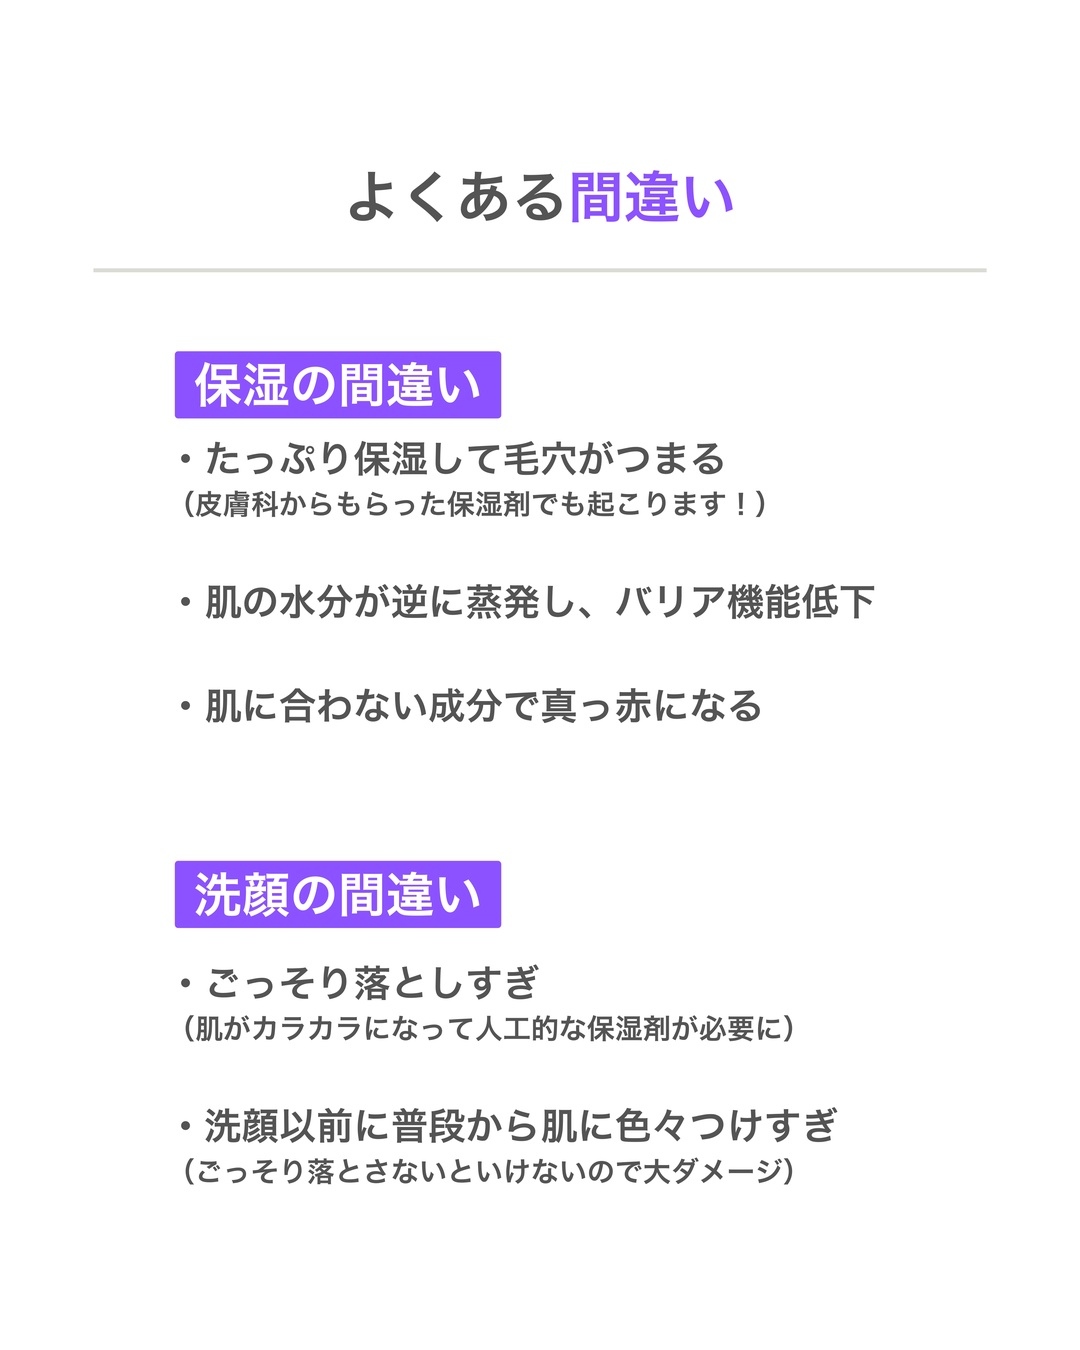 よくある間違い
保湿の間違い
・たっぷり保湿して毛穴がつまる
（皮膚科からもらった保湿剤でも起こります！）
・肌の水分が逆に蒸発し、バリア機能低下
・肌に合わない成分で真っ赤になる
洗顔の間違い
・ごっそり落としすぎ
（肌がカラカラになって人工的な保湿剤が必要に）
・洗顔以前に普段から肌に色々つけすぎ
（ごっそり落とさないといけないので大ダメージ）